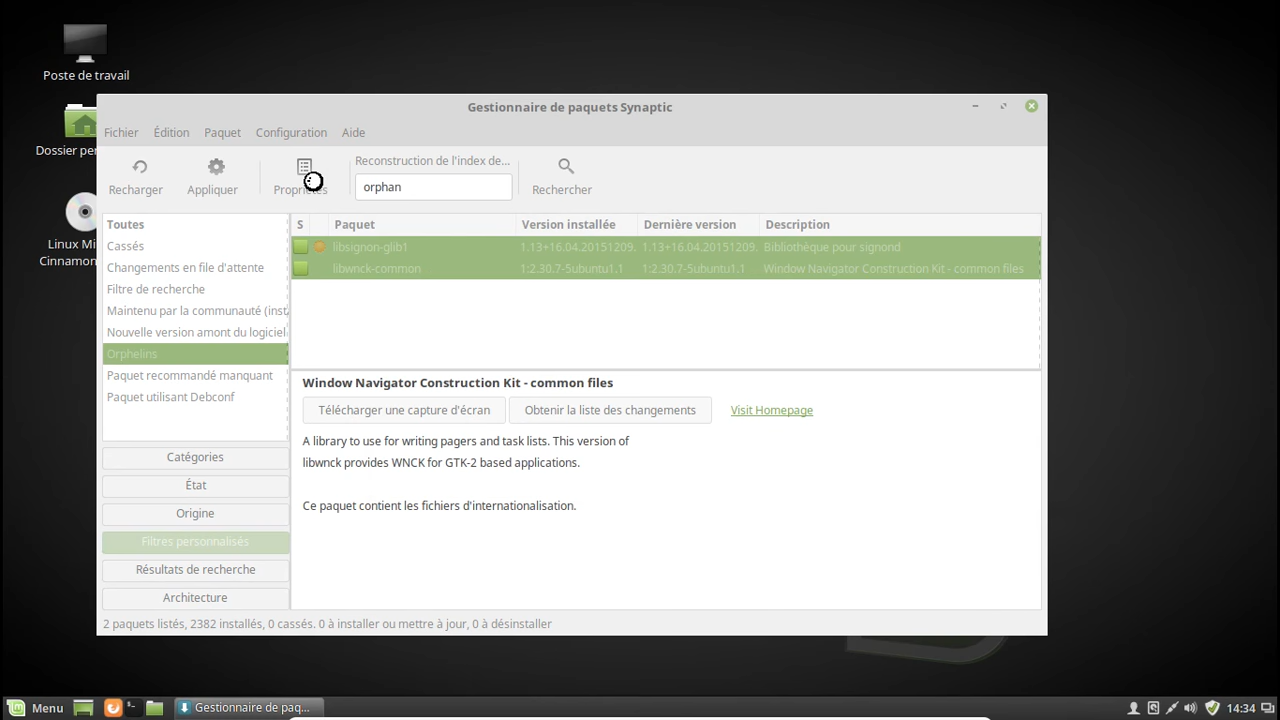 Poste de travail
Dossier per
Linux Mi
Cinnamon
Gestionnaire de paquets Synaptic
Fichier Édition Paquet Configuration Aide
Reconstruction de l'index de...
Recharger Appliquer Propriétés orphan Rechercher
Toutes
Cassés
Changements en file d'attente
Filtre de recherche
Maintenu par la communauté (inst
Nouvelle version amont du logiciel
Orphelins
Paquet recommandé manquant
Paquet utilisant Debconf
Catégories
État
Origine
Filtres personnalisés
Résultats de recherche
Architecture
S Paquet Version installée Dernière version Description
libsignon-glib1 1.13+16.04.20151209. 1.13+16.04.20151209. Bibliothèque pour signond
libwnck-common 1:2.30.7-5ubuntu1.1 1:2.30.7-5ubuntu1.1 Window Navigator Construction Kit - common files
Window Navigator Construction Kit - common files
Télécharger une capture d'écran Obtenir la liste des changements Visit Homepage
A library to use for writing pagers and task lists. This version of
libwnck provides WNCK for GTK-2 based applications.
Ce paquet contient les fichiers d'internationalisation.
2 paquets listés, 2382 installés, 0 cassés. 0 à installer ou mettre à jour, 0 à désinstaller
Menu Gestionnaire de paq... 14:34